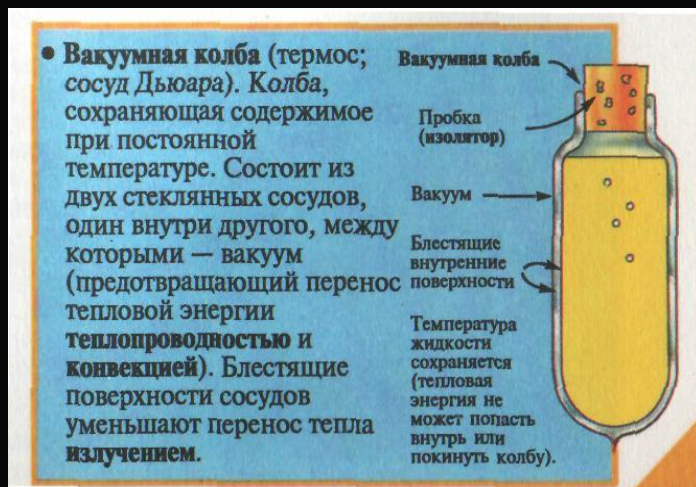 ● Вакуумная колба (термос;
сосуд Дьюара). Колба,
сохраняющая содержимое
при постоянной
температуре. Состоит из
двух стеклянных сосудов,
один внутри другого, между
которыми — вакуум
(предотвращающий перенос
тепловой энергии
теплопроводностью и
конвекцией). Блестящие
поверхности сосудов
уменьшают перенос тепла
излучением.
Вакуумная колба
Пробка
(изолятор)
Вакуум
Блестящие
внутренние
поверхности
Температура
жидкости
сохраняется
(тепловая
энергия не
может попасть
внутрь или
покинуть колбу).